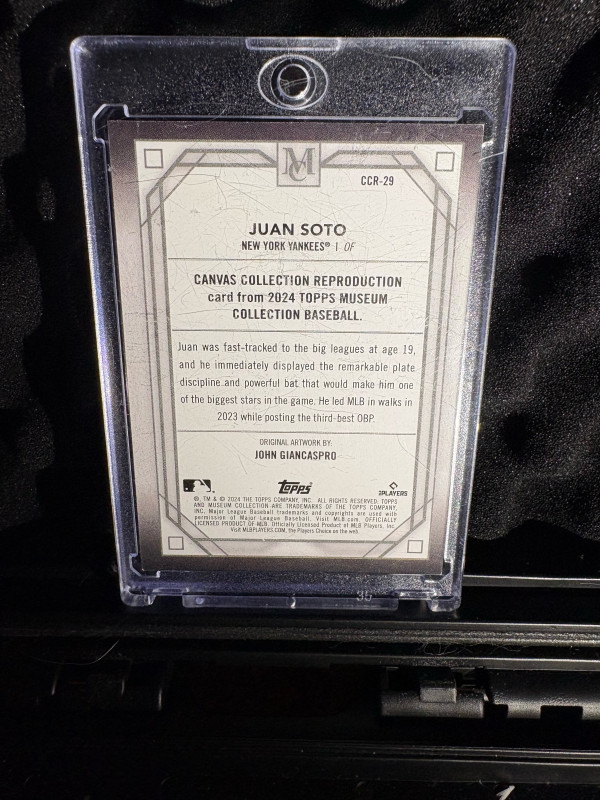 MC
CCR-29
JUAN SOTO
NEW YORK YANKEES® | OF
CANVAS COLLECTION REPRODUCTION
card from 2024 TOPPS MUSEUM
COLLECTION BASEBALL.
Juan was fast-tracked to the big leagues at age 19,
and he immediately displayed the remarkable plate
discipline and powerful bat that would make him one
of the biggest stars in the game. He led MLB in walks in
2023 while posting the third-best OBP.
ORIGINAL ARTWORK BY:
JOHN GIANCASPRO
topps
PLAYERS
®, TM & © 2024 THE TOPPS COMPANY, INC. ALL RIGHTS RESERVED. TOPPS
AND MUSEUM COLLECTION ARE TRADEMARKS OF THE TOPPS COMPANY,
INC. Major League Baseball trademarks and copyrights are used with
permission of Major League Baseball. Visit MLB.com. OFFICIALLY
LICENSED PRODUCT OF MLB. Officially Licensed Product of MLB Players, Inc.
Visit MLBPLAYERS.com, the Players Choice on the web.
35
1